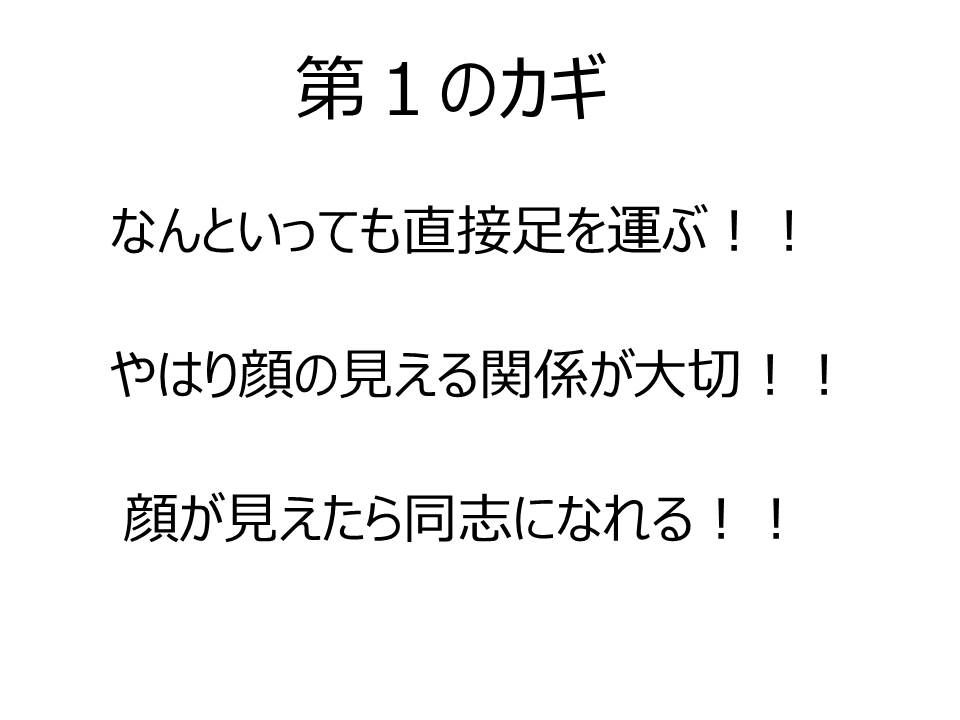 第１のカギ
なんといっても直接足を運ぶ！！
やはり顔の見える関係が大切！！
顔が見えたら同志になれる！！